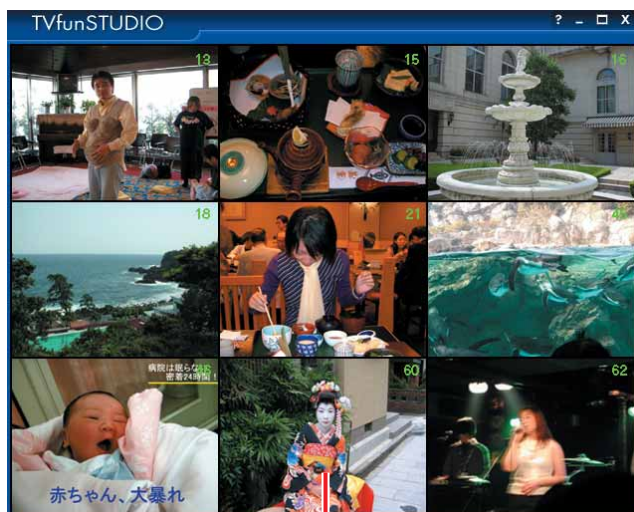 TVfunSTUDIO
? _ □ X
13
15
16
18
21
60
62
病院は眠らない
密着24時間!
赤ちゃん、大暴れ